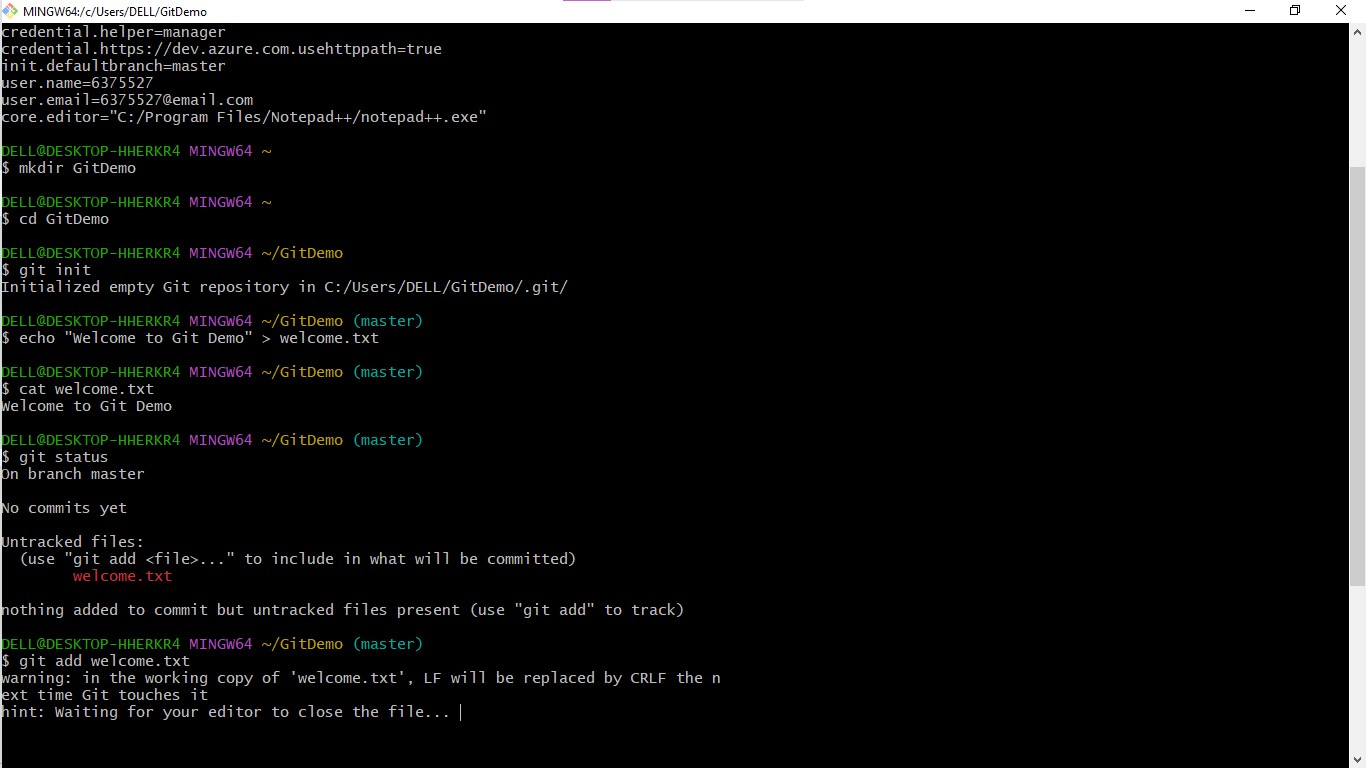 MINGW64:/c/Users/DELL/GitDemo
credential.helper=manager
credential.https://dev.azure.com.usehttppath=true
init.defaultbranch=master
user.name=6375527
user.email=6375527@email.com
core.editor="C:/Program Files/Notepad++/notepad++.exe"
DELL@DESKTOP-HHERKR4 MINGW64 ~
$ mkdir GitDemo
DELL@DESKTOP-HHERKR4 MINGW64 ~
$ cd GitDemo
DELL@DESKTOP-HHERKR4 MINGW64 ~/GitDemo
$ git init
Initialized empty Git repository in C:/Users/DELL/GitDemo/.git/
DELL@DESKTOP-HHERKR4 MINGW64 ~/GitDemo (master)
$ echo "Welcome to Git Demo" > welcome.txt
DELL@DESKTOP-HHERKR4 MINGW64 ~/GitDemo (master)
$ cat welcome.txt
Welcome to Git Demo
DELL@DESKTOP-HHERKR4 MINGW64 ~/GitDemo (master)
$ git status
On branch master
No commits yet
Untracked files:
  (use "git add <file>..." to include in what will be committed)
        welcome.txt
nothing added to commit but untracked files present (use "git add" to track)
DELL@DESKTOP-HHERKR4 MINGW64 ~/GitDemo (master)
$ git add welcome.txt
warning: in the working copy of 'welcome.txt', LF will be replaced by CRLF the n
ext time Git touches it
hint: Waiting for your editor to close the file...